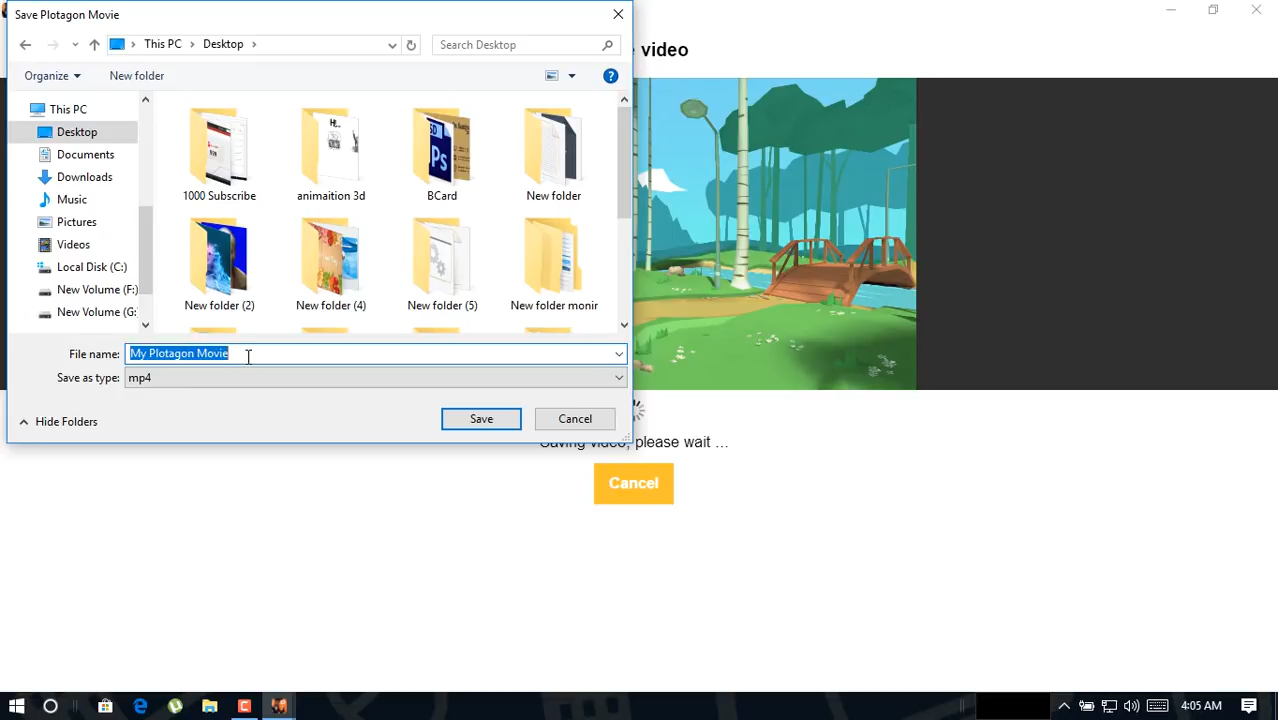 Save Plotagon Movie
video
This PC
Desktop
Search Desktop
Organize
New folder
This PC
Desktop
Documents
Downloads
Music
Pictures
Videos
Local Disk (C:)
New Volume (F:)
New Volume (G:
1000 Subscribe
animaition 3d
BCard
New folder
New folder (2)
New folder (4)
New folder (5)
New folder monir
File name:
My Plotagon Movie
Save as type:
mp4
Hide Folders
Save
Cancel
Saving video, please wait ...
Cancel
4:05 AM